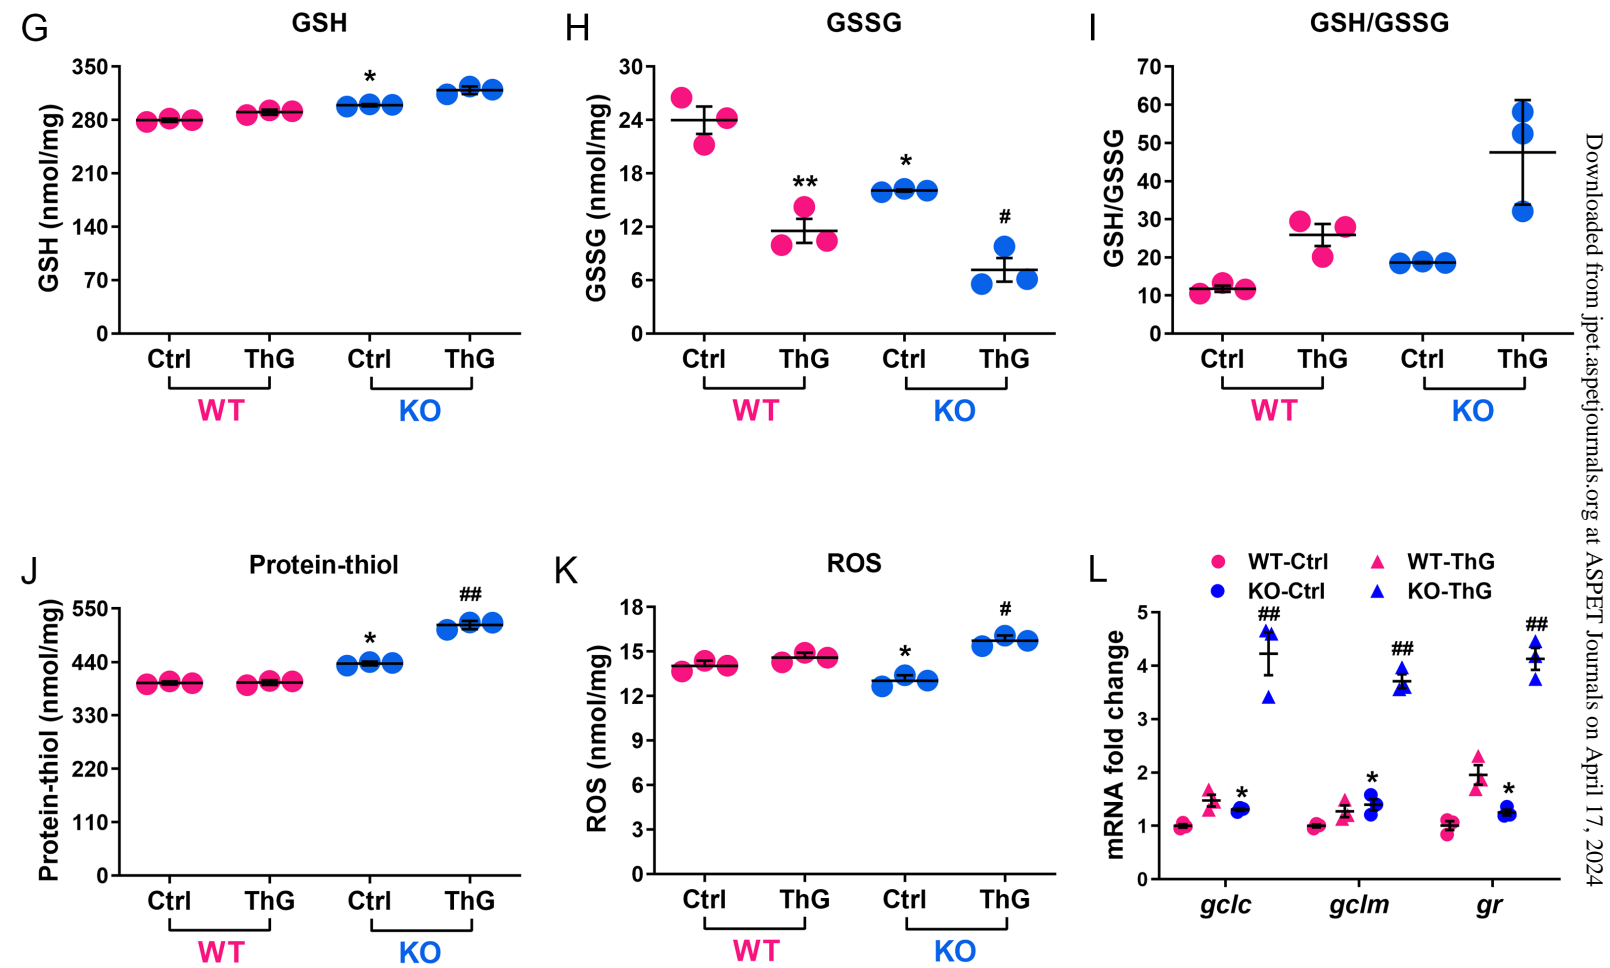 G
GSH
GSH (nmol/mg)
350
280
210
140
70
0
*
Ctrl ThG Ctrl ThG
WT KO
H
GSSG
GSSG (nmol/mg)
30
24
18
12
6
0
**
*
#
Ctrl ThG Ctrl ThG
WT KO
I
GSH/GSSG
GSH/GSSG
70
60
50
40
30
20
10
0
Ctrl ThG Ctrl ThG
WT KO
J
Protein-thiol
Protein-thiol (nmol/mg)
550
440
330
220
110
0
*
##
Ctrl ThG Ctrl ThG
WT KO
K
ROS
ROS (nmol/mg)
18
15
12
9
6
3
0
*
#
Ctrl ThG Ctrl ThG
WT KO
L
WT-Ctrl WT-ThG
KO-Ctrl KO-ThG
mRNA fold change
5
4
3
2
1
0
*
##
*
##
*
##
gclc gclm gr
Downloaded from jpet.aspetjournals.org at ASPET Journals on April 17, 2024